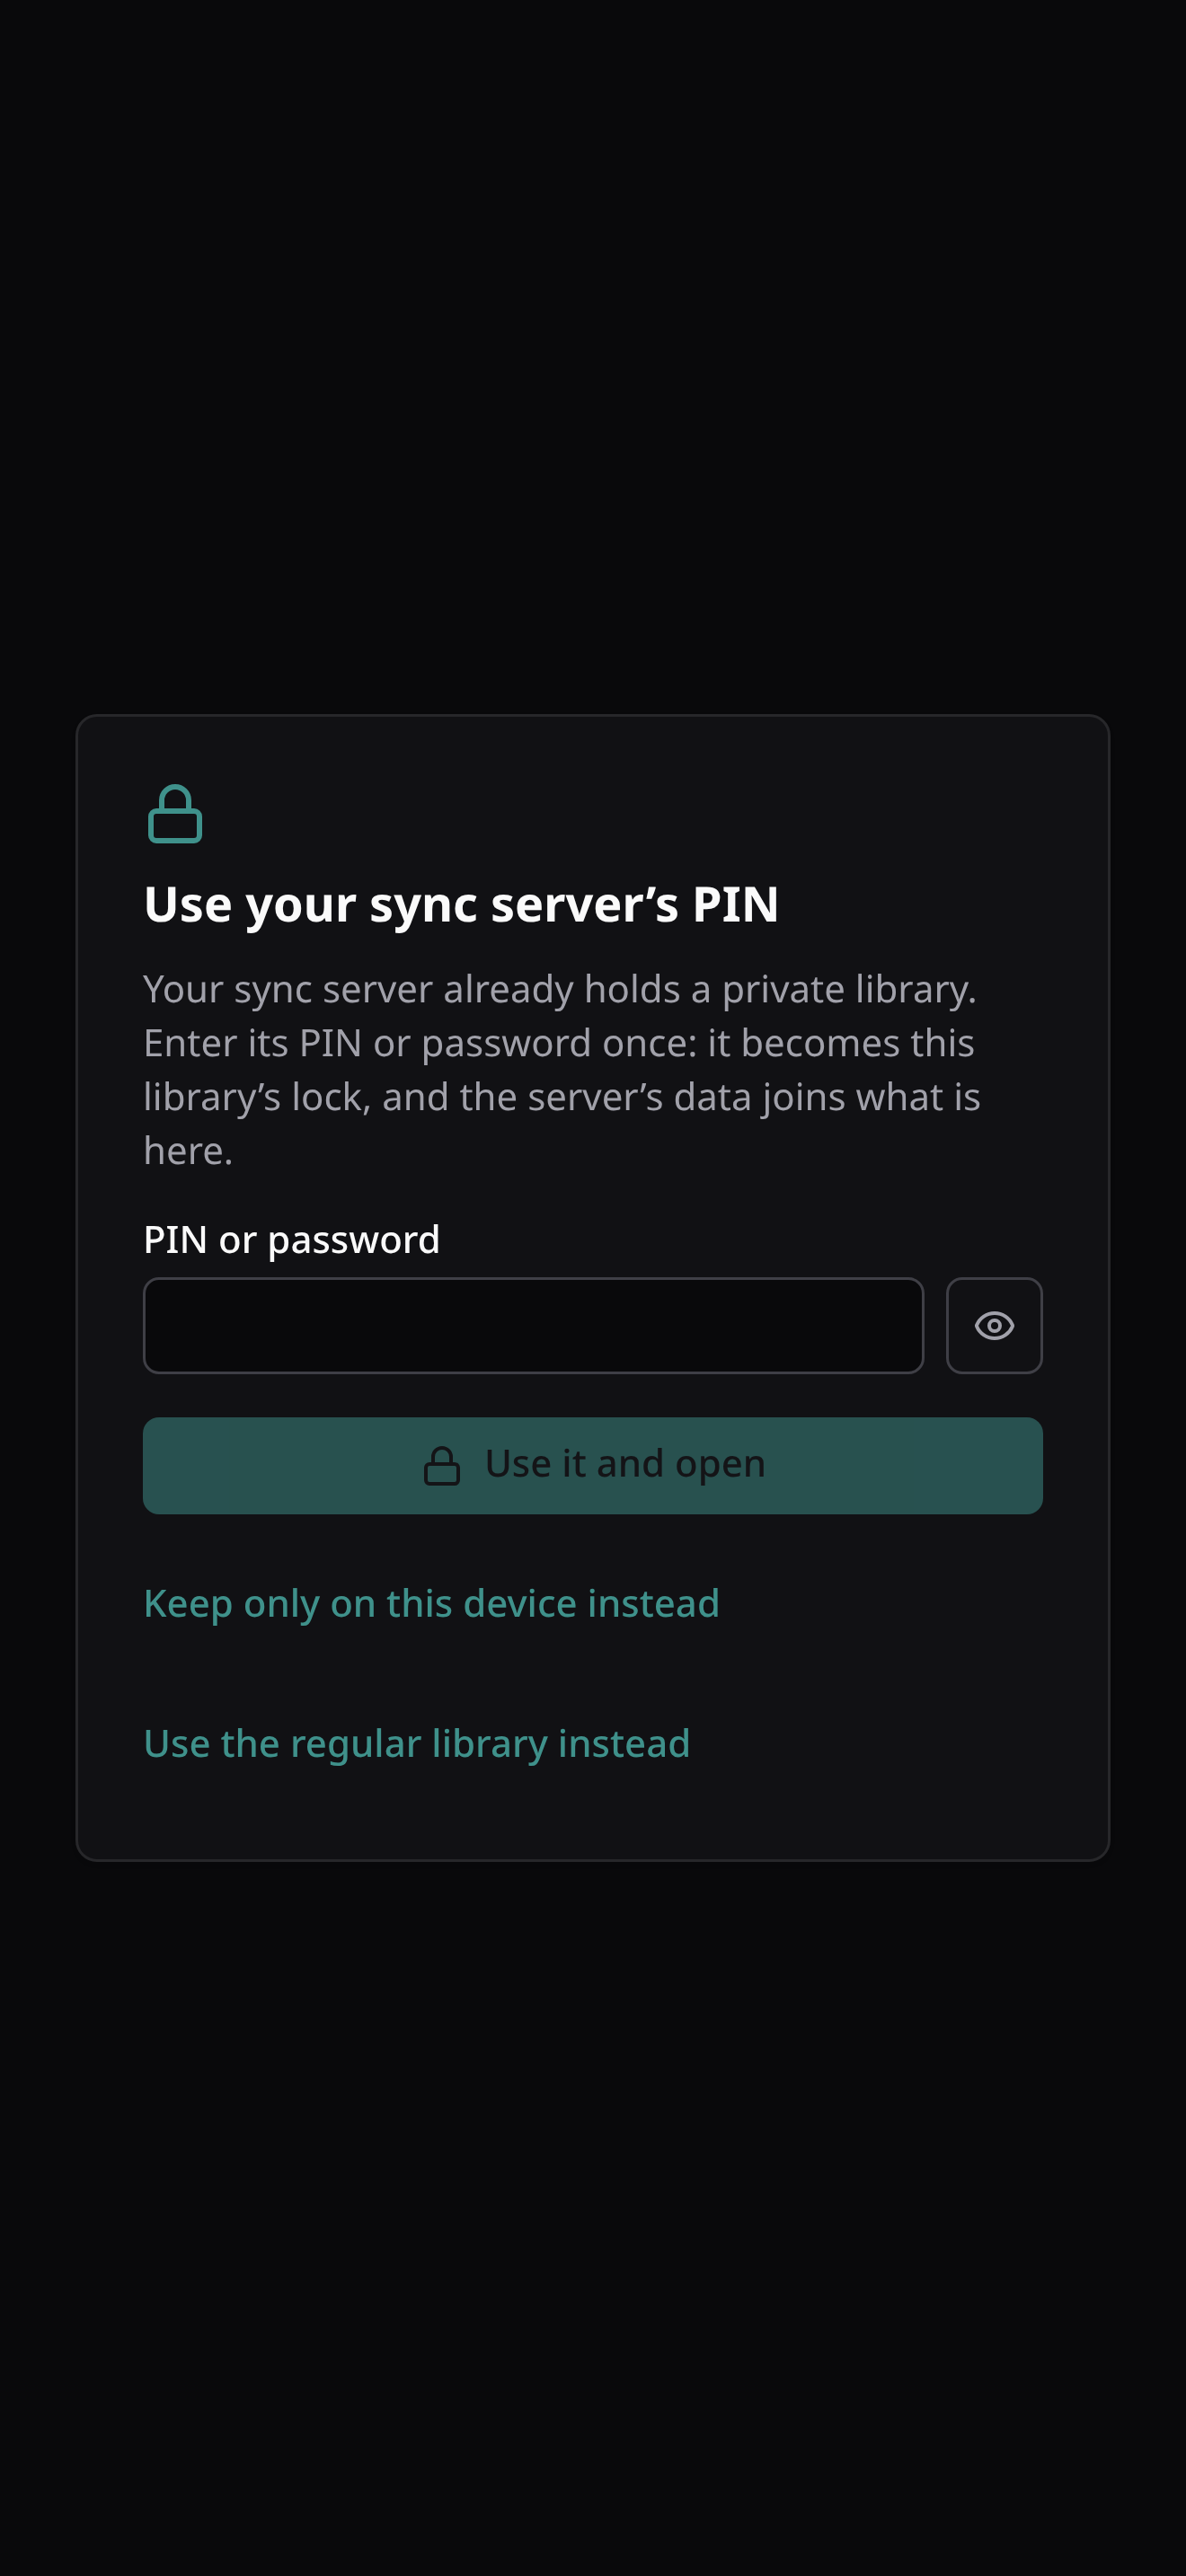 Use your sync server’s PIN
Your sync server already holds a private library.
Enter its PIN or password once: it becomes this
library’s lock, and the server’s data joins what is
here.
PIN or password
Use it and open
Keep only on this device instead
Use the regular library instead